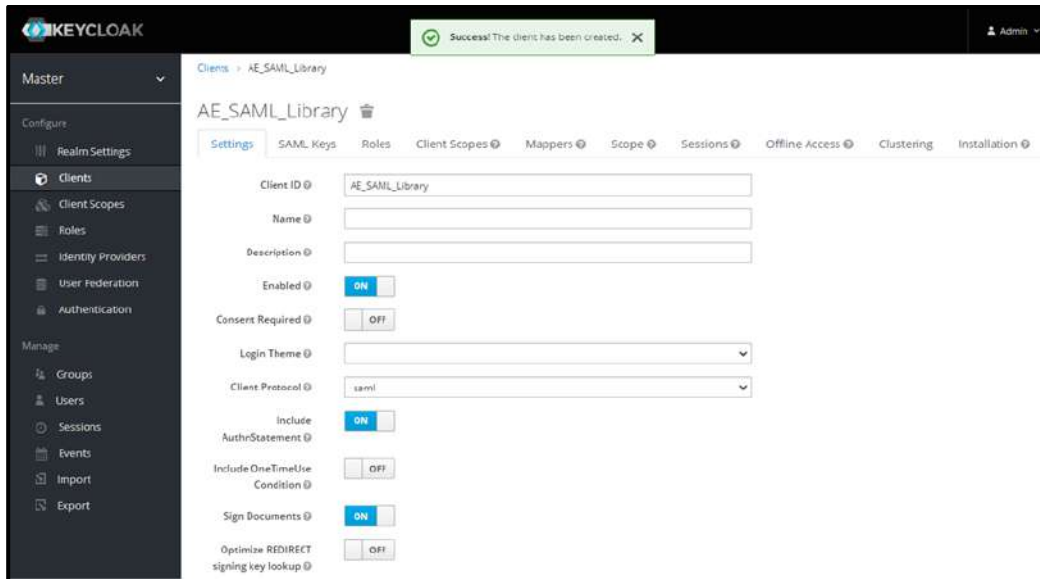 KEYCLOAK
Success! The client has been created.
Admin
Master
Clients > AE_SAML_Library
AE_SAML_Library
Configure
Settings SAML Keys Roles Client Scopes Mappers Scope Sessions Offline Access Clustering Installation
Realm Settings
Clients
Client Scopes
Roles
Identity Providers
User Federation
Authentication
Manage
Groups
Users
Sessions
Events
Import
Export
Client ID AE_SAML_Library
Name
Description
Enabled ON
Consent Required OFF
Login Theme
Client Protocol saml
Include
AuthnStatement ON
Include OneTimeUse
Condition OFF
Sign Documents ON
Optimize REDIRECT
signing key lookup OFF